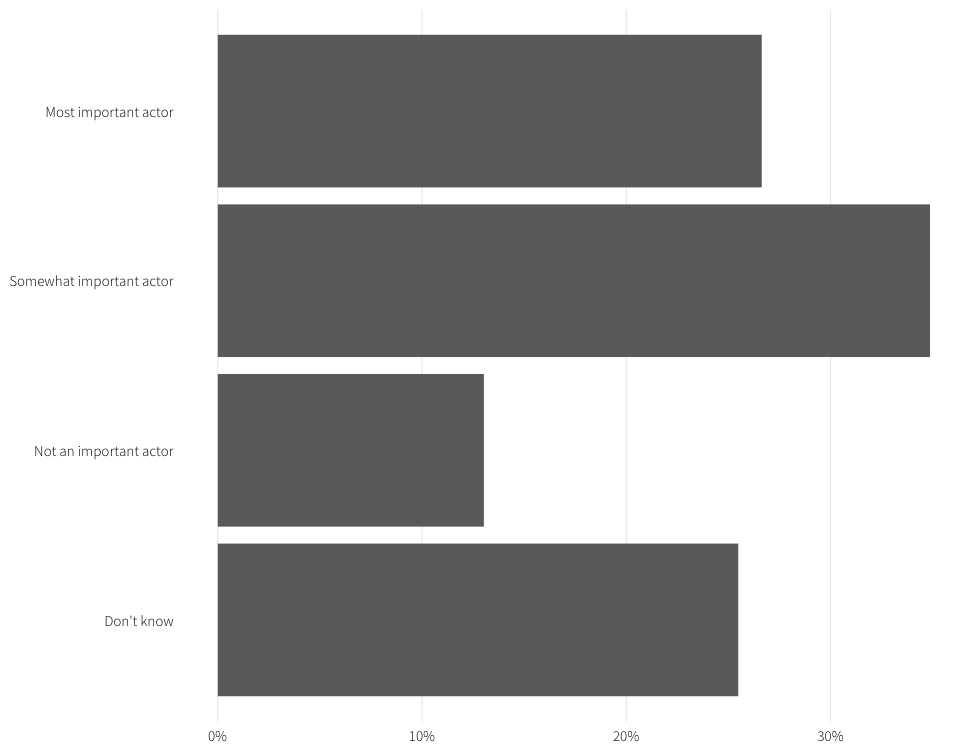 Most important actor
Somewhat important actor
Not an important actor
Don't know
0% 10% 20% 30%